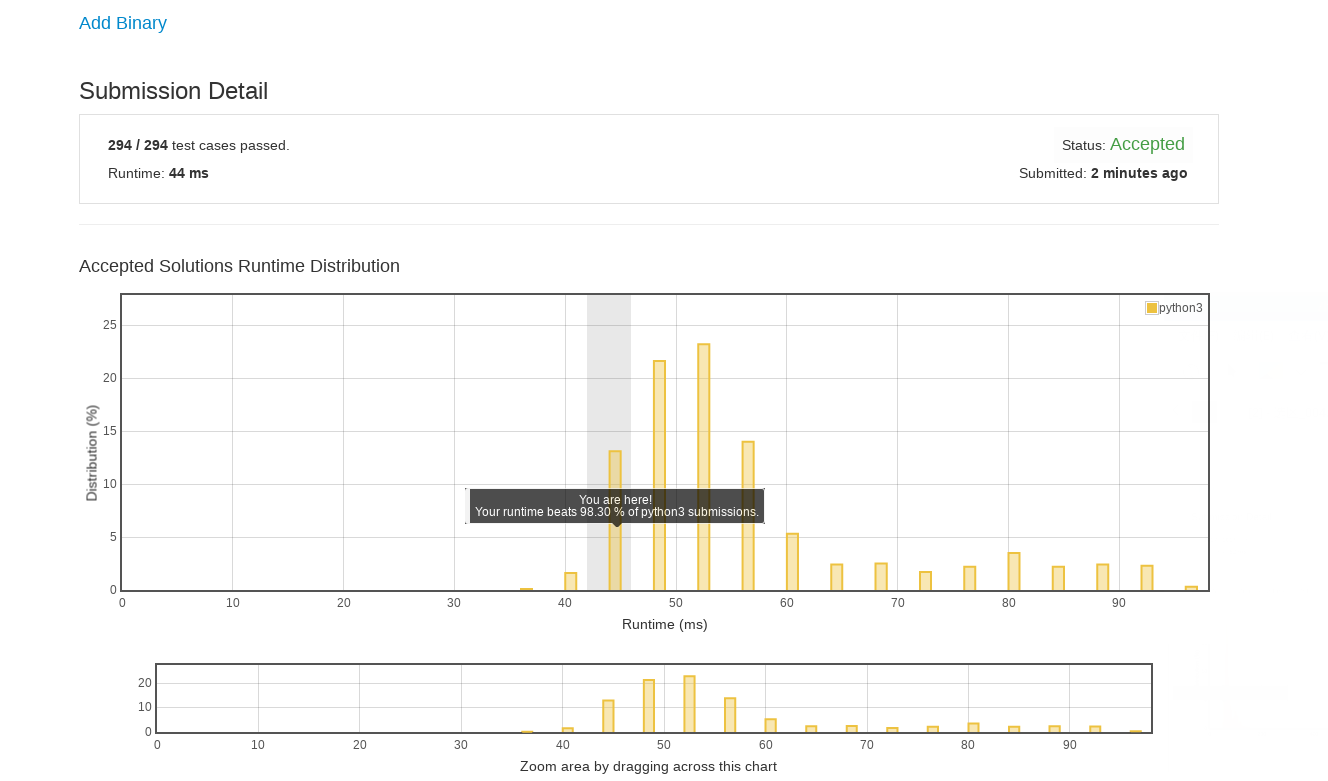 Add Binary
Submission Detail
294 / 294 test cases passed.
Status: Accepted
Runtime: 44 ms
Submitted: 2 minutes ago
Accepted Solutions Runtime Distribution
python3
25
20
15
10
5
0
Distribution (%)
You are here!
Your runtime beats 98.30 % of python3 submissions.
0 10 20 30 40 50 60 70 80 90
Runtime (ms)
20
10
0
0 10 20 30 40 50 60 70 80 90
Zoom area by dragging across this chart